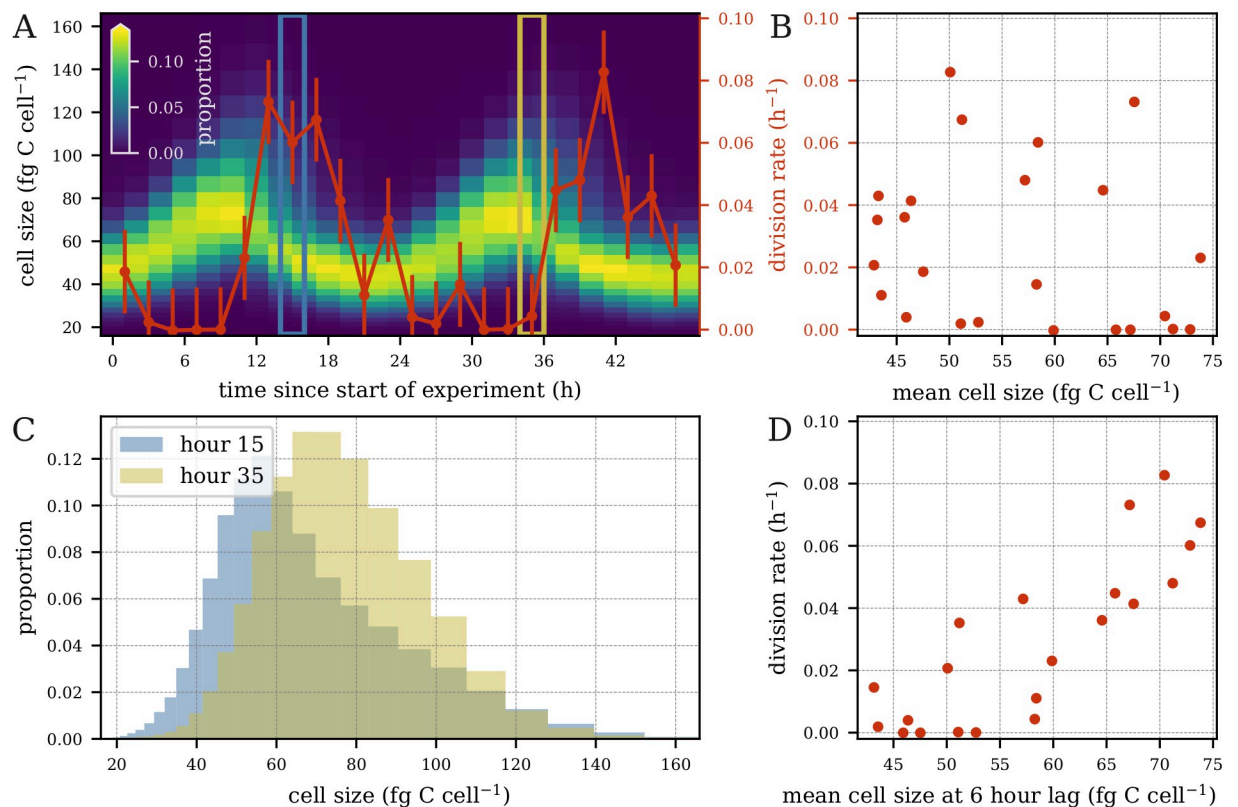 A
cell size (fg C cell⁻¹)
160
140
120
100
80
60
40
20
0.10
0.05
0.00
proportion
0.10
0.08
0.06
0.04
0.02
0.00
division rate (h⁻¹)
0 6 12 18 24 30 36 42
time since start of experiment (h)
B
0.10
0.08
0.06
0.04
0.02
0.00
45 50 55 60 65 70 75
mean cell size (fg C cell⁻¹)
C
hour 15
hour 35
proportion
0.12
0.10
0.08
0.06
0.04
0.02
0.00
20 40 60 80 100 120 140 160
cell size (fg C cell⁻¹)
D
division rate (h⁻¹)
0.10
0.08
0.06
0.04
0.02
0.00
45 50 55 60 65 70 75
mean cell size at 6 hour lag (fg C cell⁻¹)